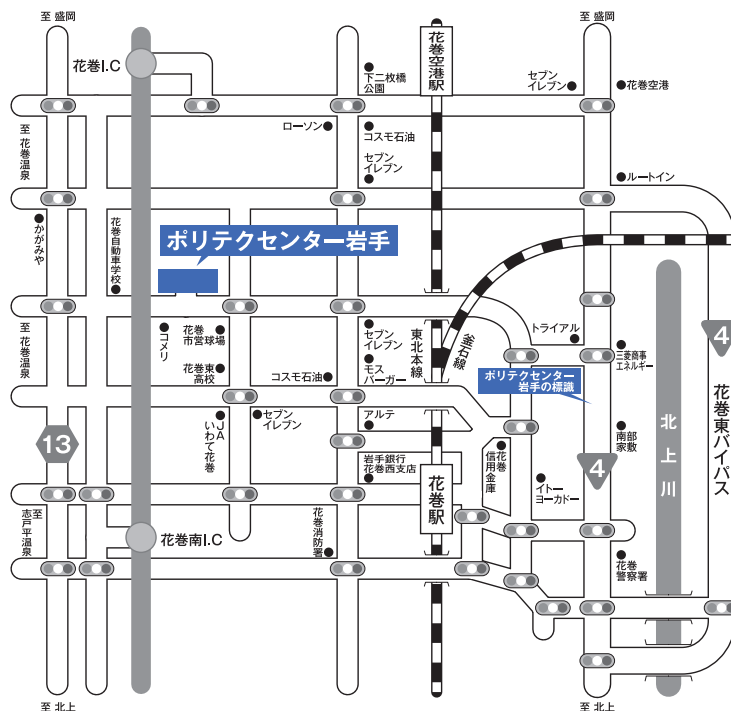 至 盛岡
至 盛岡
花巻I.C
下二枚橋
公園
花巻空港駅
セブン
イレブン
花巻空港
ローソン
コスモ石油
セブン
イレブン
至 花巻温泉
ルートイン
かがみや
花巻自動車学校
ポリテクセンター岩手
至 花巻温泉
コメリ
花巻
市営球場
花巻東
高校
セブン
イレブン
モス
バーガー
コスモ石油
東北本線
釜石線
トライアル
三菱商事
エネルギー
4
花巻東バイパス
ポリテクセンター
岩手の標識
13
JA
いわて花巻
セブン
イレブン
アルテ
岩手銀行
花巻西支店
花巻
信用金庫
南部
家敷
北上川
4
花巻駅
イトー
ヨーカドー
至
志戸平温泉
花巻南I.C
花巻消防署
花巻
警察署
至 北上
至 北上